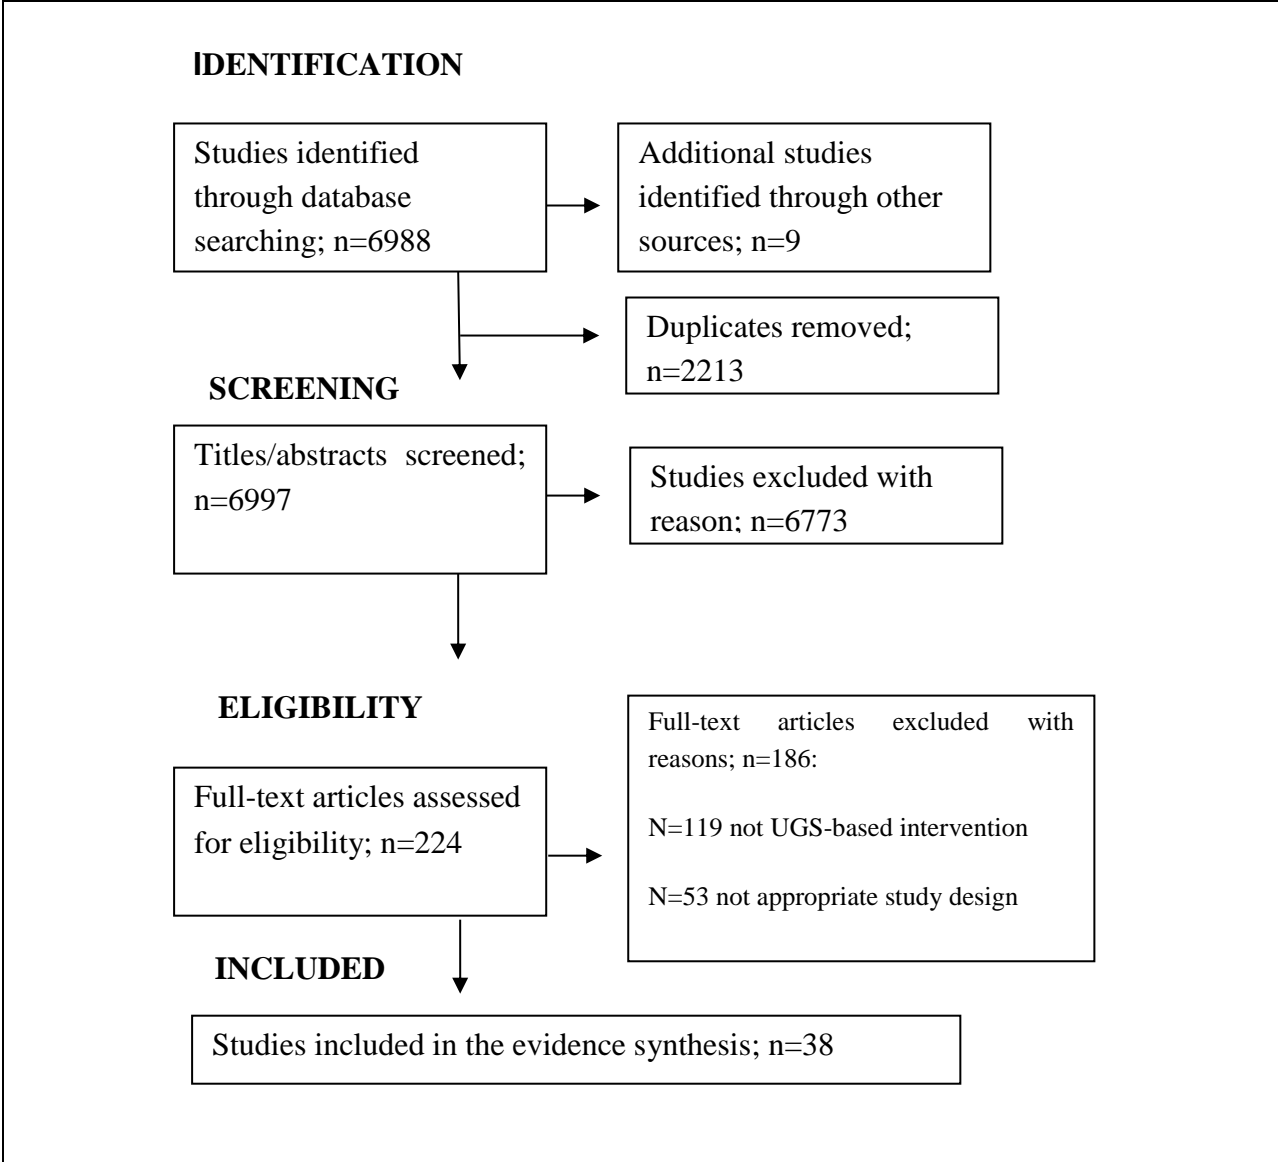 IDENTIFICATION
Studies identified
through database
searching; n=6988
Additional studies
identified through other
sources; n=9
Duplicates removed;
n=2213
SCREENING
Titles/abstracts screened;
n=6997
Studies excluded with
reason; n=6773
ELIGIBILITY
Full-text articles assessed
for eligibility; n=224
Full-text articles excluded with
reasons; n=186:
N=119 not UGS-based intervention
N=53 not appropriate study design
INCLUDED
Studies included in the evidence synthesis; n=38